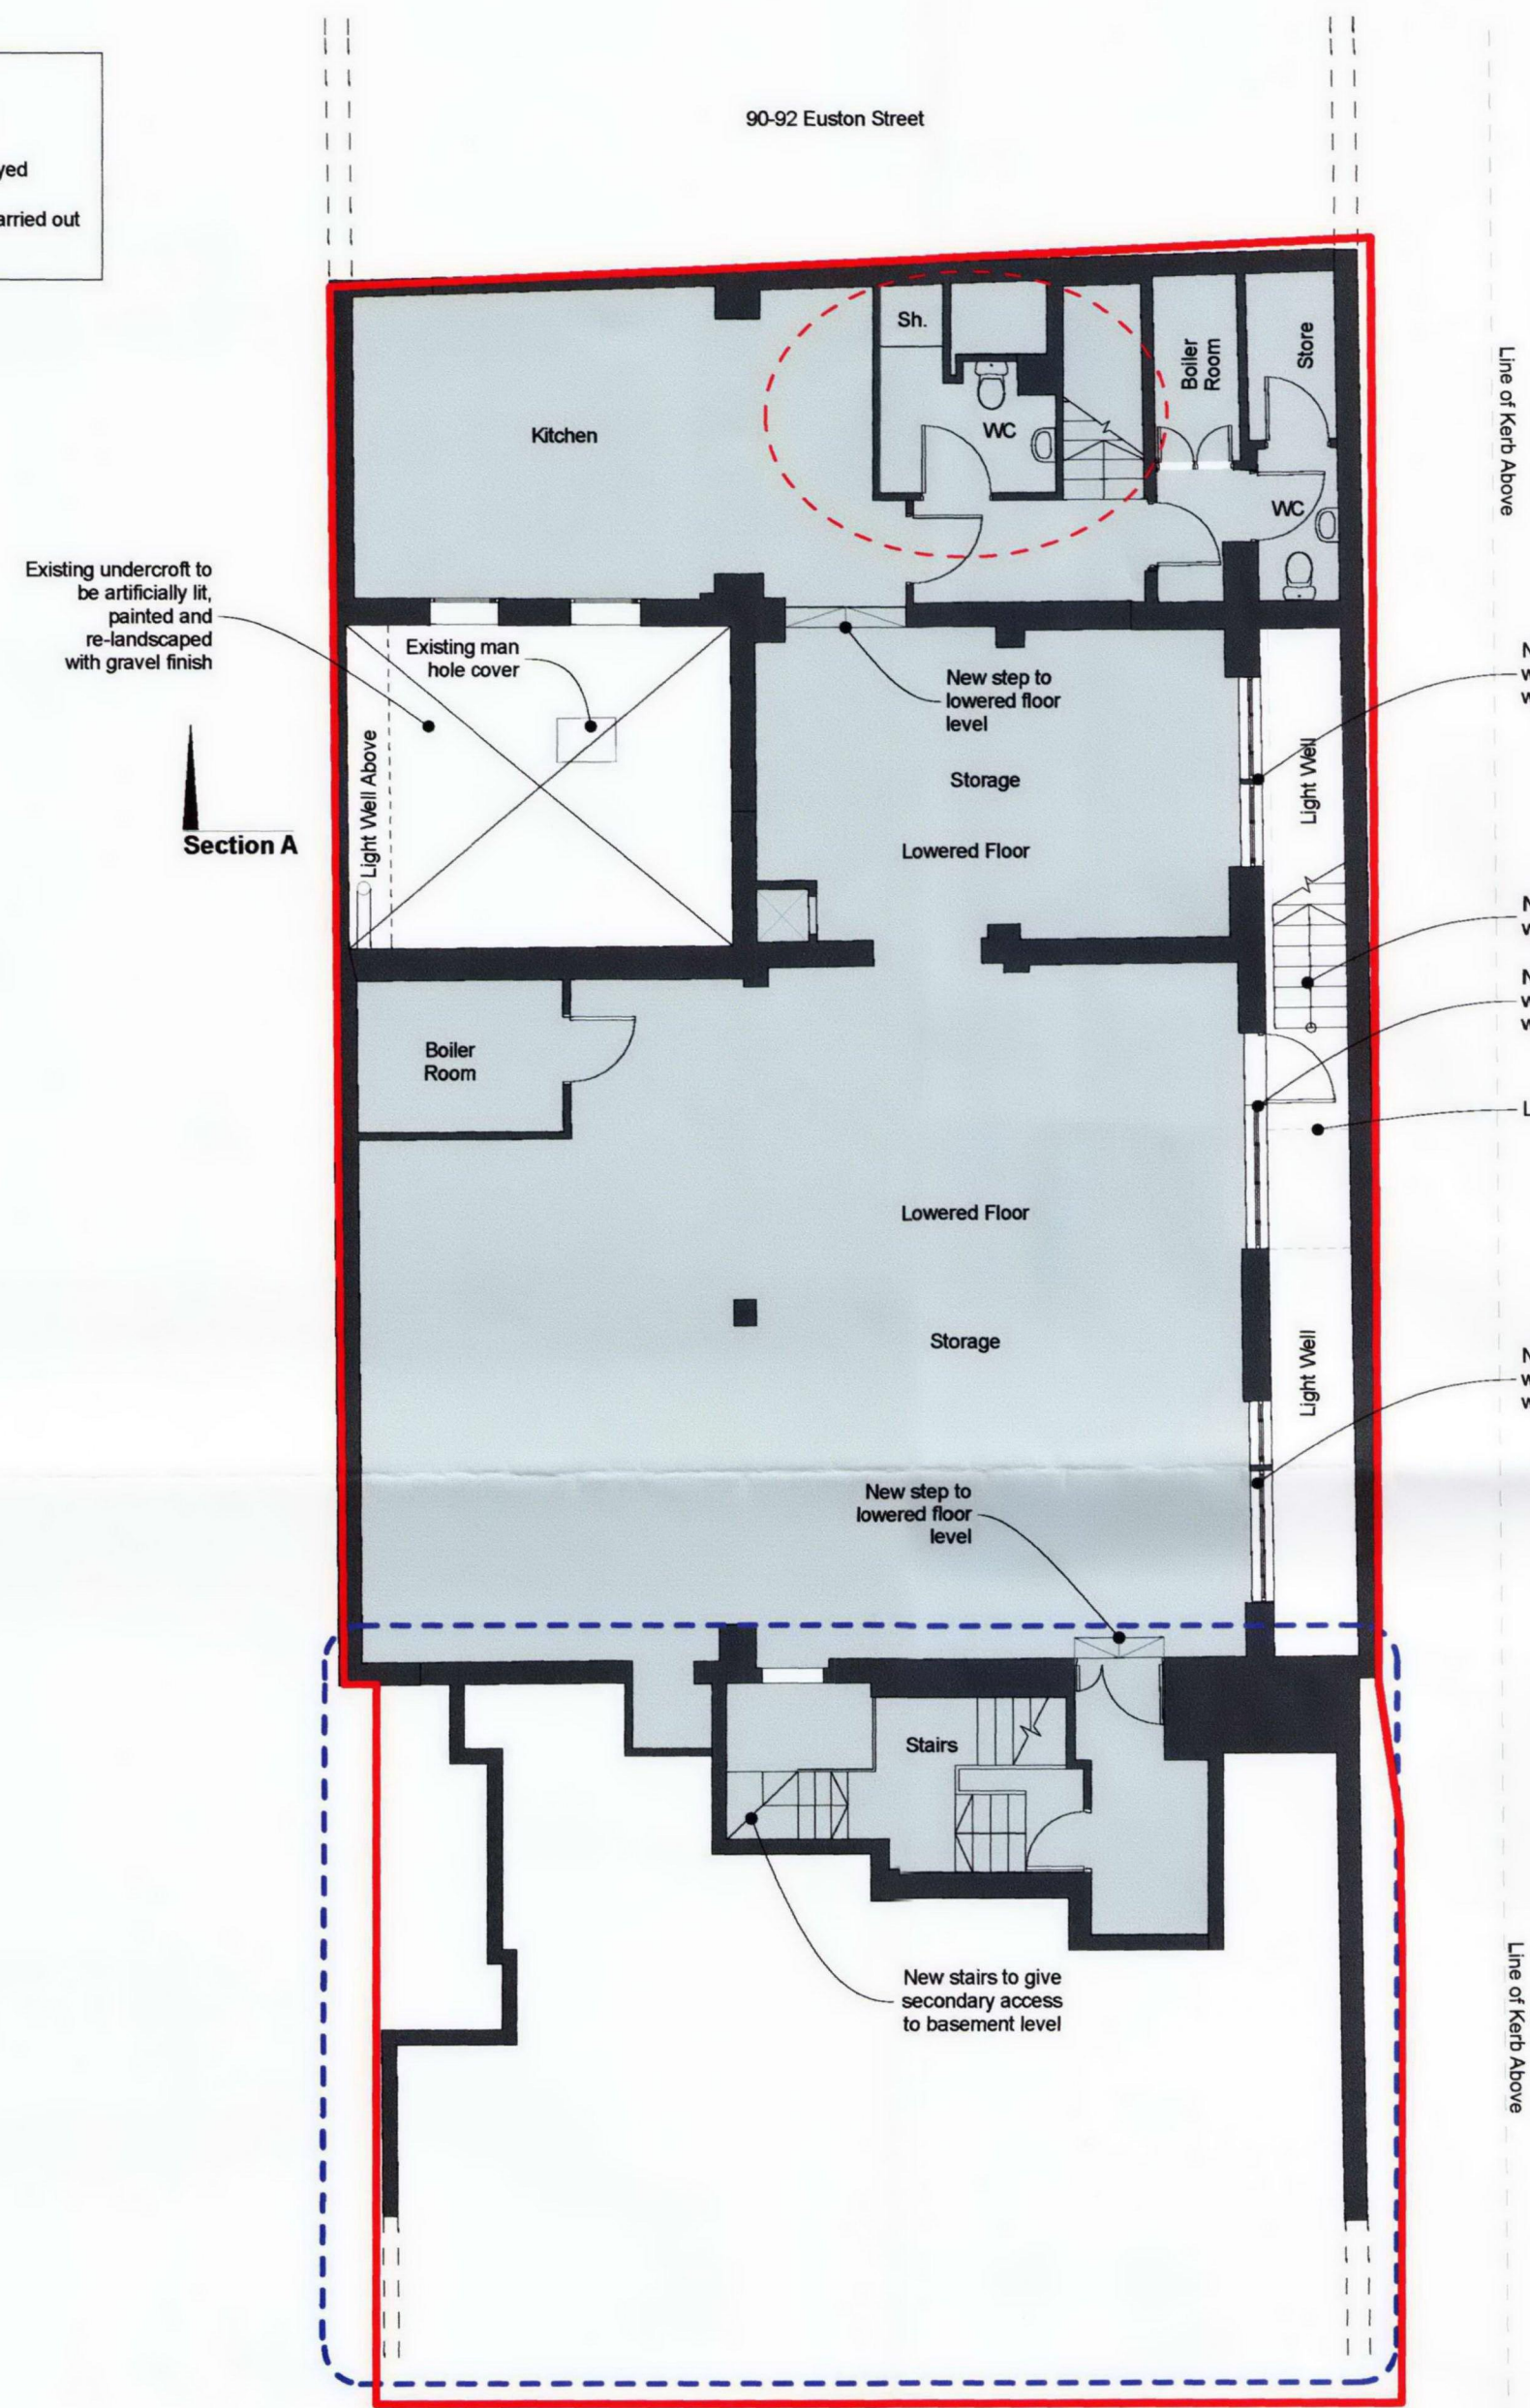 90-92 Euston Street
arried out
Sh.
Boiler
Room
Store
Line of Kerb Above
Kitchen
WC
WC
Existing undercroft to
be artificially lit,
painted and
re-landscaped
with gravel finish
Existing man
hole cover
New step to
lowered floor
level
Light Well Above
Storage
Light Well
Section A
Lowered Floor
Boiler
Room
Lowered Floor
Storage
Light Well
New step to
lowered floor
level
Stairs
New stairs to give
secondary access
to basement level
Line of Kerb Above